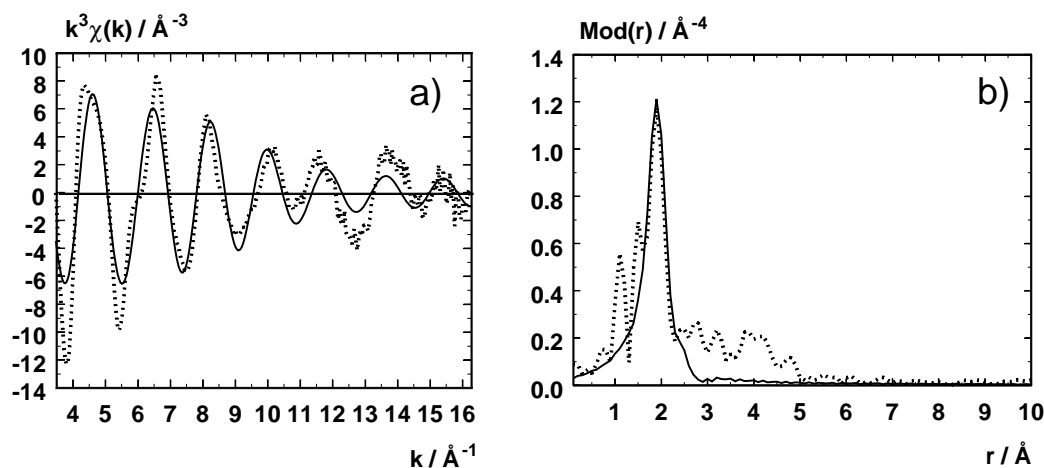 k³χ(k) / Å⁻³
a)
10
8
6
4
2
0
-2
-4
-6
-8
-10
-12
-14
4 5 6 7 8 9 10 11 12 13 14 15 16
k / Å⁻¹
Mod(r) / Å⁻⁴
b)
1.4
1.2
1.0
0.8
0.6
0.4
0.2
0.0
1 2 3 4 5 6 7 8 9 10
r / Å